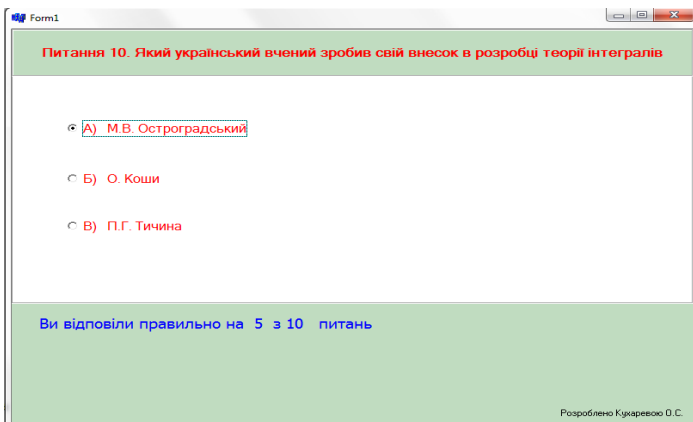 Form1
Питання 10. Який український вчений зробив свій внесок в розробці теорії інтегралів
А) М.В. Остроградський
Б) О. Коши
В) П.Г. Тичина
Ви відповіли правильно на 5 з 10 питань
Розроблено Кухаревою О.С.